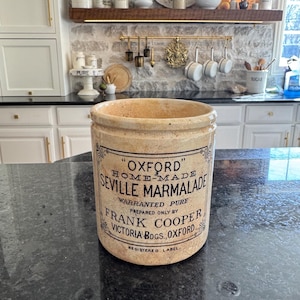 "OXFORD"
HOME-MADE
SEVILLE MARMALADE
WARRANTED PURE
PREPARED ONLY BY
FRANK COOPER,
VICTORIA BDGS., OXFORD.
REGISTERED LABEL.